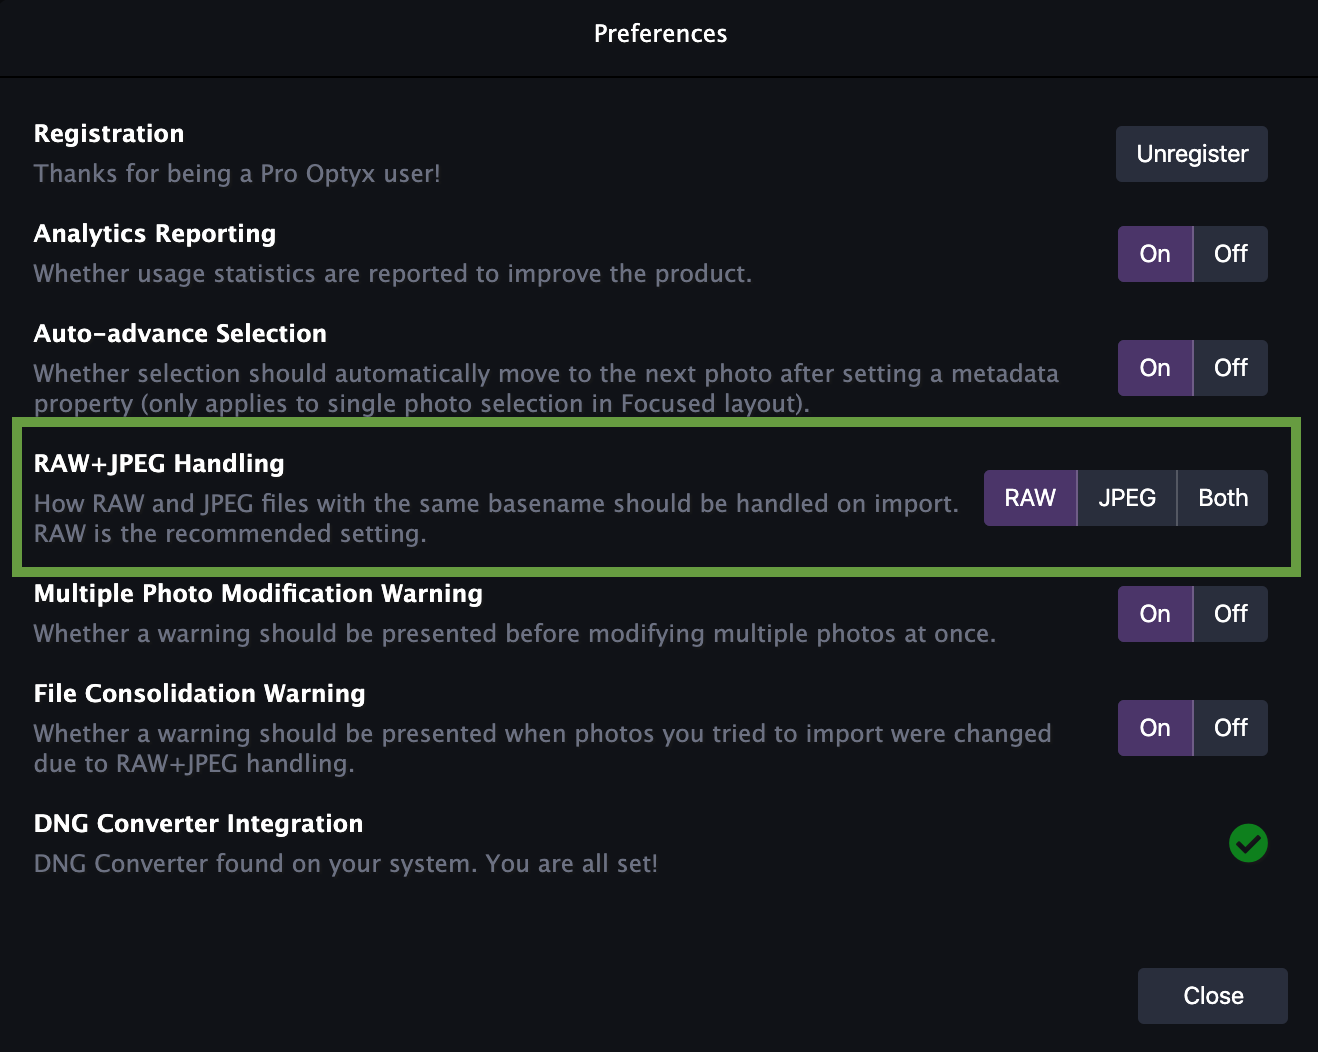 Preferences
Registration
Thanks for being a Pro Optyx user!
Unregister
Analytics Reporting
Whether usage statistics are reported to improve the product.
On Off
Auto-advance Selection
Whether selection should automatically move to the next photo after setting a metadata
property (only applies to single photo selection in Focused layout).
On Off
RAW+JPEG Handling
How RAW and JPEG files with the same basename should be handled on import.
RAW is the recommended setting.
RAW JPEG Both
Multiple Photo Modification Warning
Whether a warning should be presented before modifying multiple photos at once.
On Off
File Consolidation Warning
Whether a warning should be presented when photos you tried to import were changed
due to RAW+JPEG handling.
On Off
DNG Converter Integration
DNG Converter found on your system. You are all set!
Close